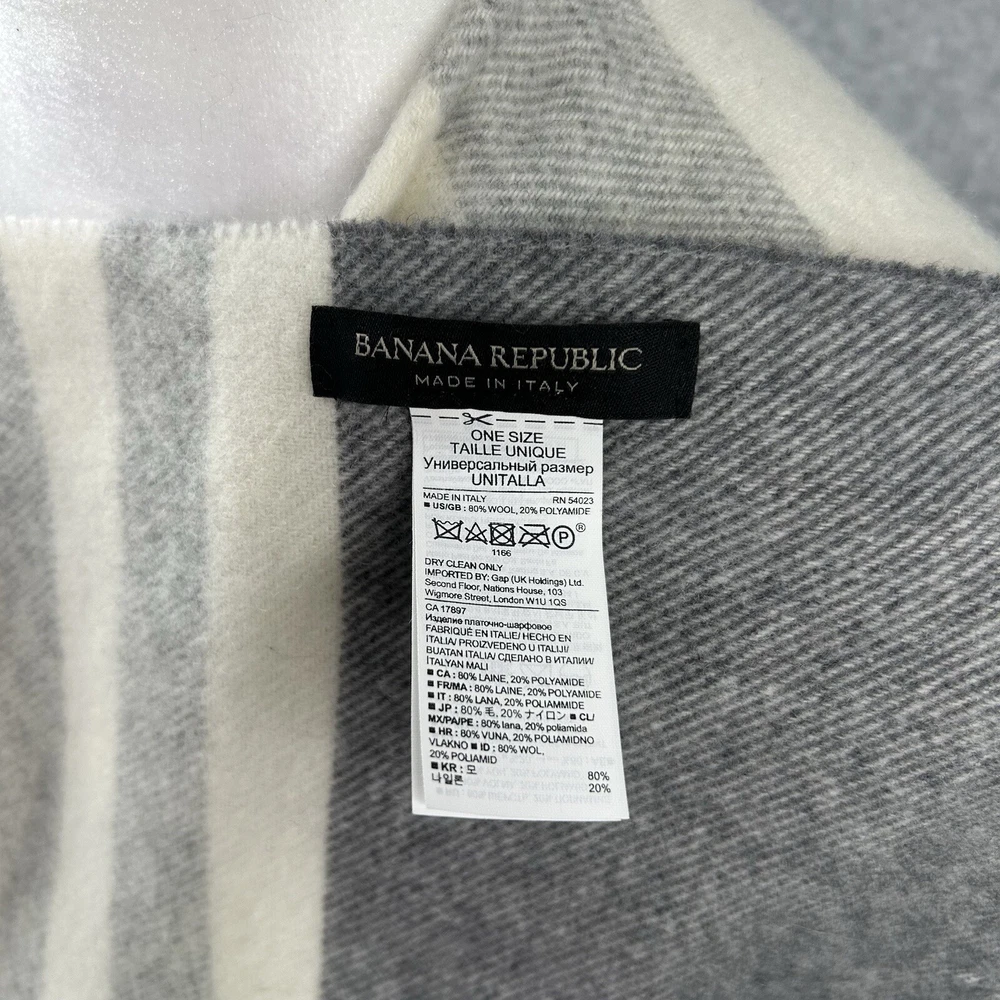 BANANA REPUBLIC
MADE IN ITALY
ONE SIZE
TAILLE UNIQUE
Универсальный размер
UNITALLA
MADE IN ITALY RN 54023
■ US/GB : 80% WOOL, 20% POLYAMIDE
P ®
1166
DRY CLEAN ONLY
IMPORTED BY: Gap (UK Holdings) Ltd.
Second Floor, Nations House, 103
Wigmore Street, London W1U 1QS
CA 17897
Изделие платочно-шарфовое
FABRIQUÉ EN ITALIE/ HECHO EN
ITALIA/ PROIZVEDENO U ITALIJI/
BUATAN ITALIA/ СДЕЛАНО В ИТАЛИИ/
İTALYAN MALI
■ CA : 80% LAINE, 20% POLYAMIDE
■ FR/MA : 80% LAINE, 20% POLYAMIDE
■ IT : 80% LANA, 20% POLIAMMIDE
■ JP : 80% 毛, 20% ナイロン ■ CL/
MX/PA/PE : 80% lana, 20% poliamida
■ HR : 80% VUNA, 20% POLIAMIDNO
VLAKNO ■ ID : 80% WOL,
20% POLIAMID
■ KR : 모 80%
나일론 20%